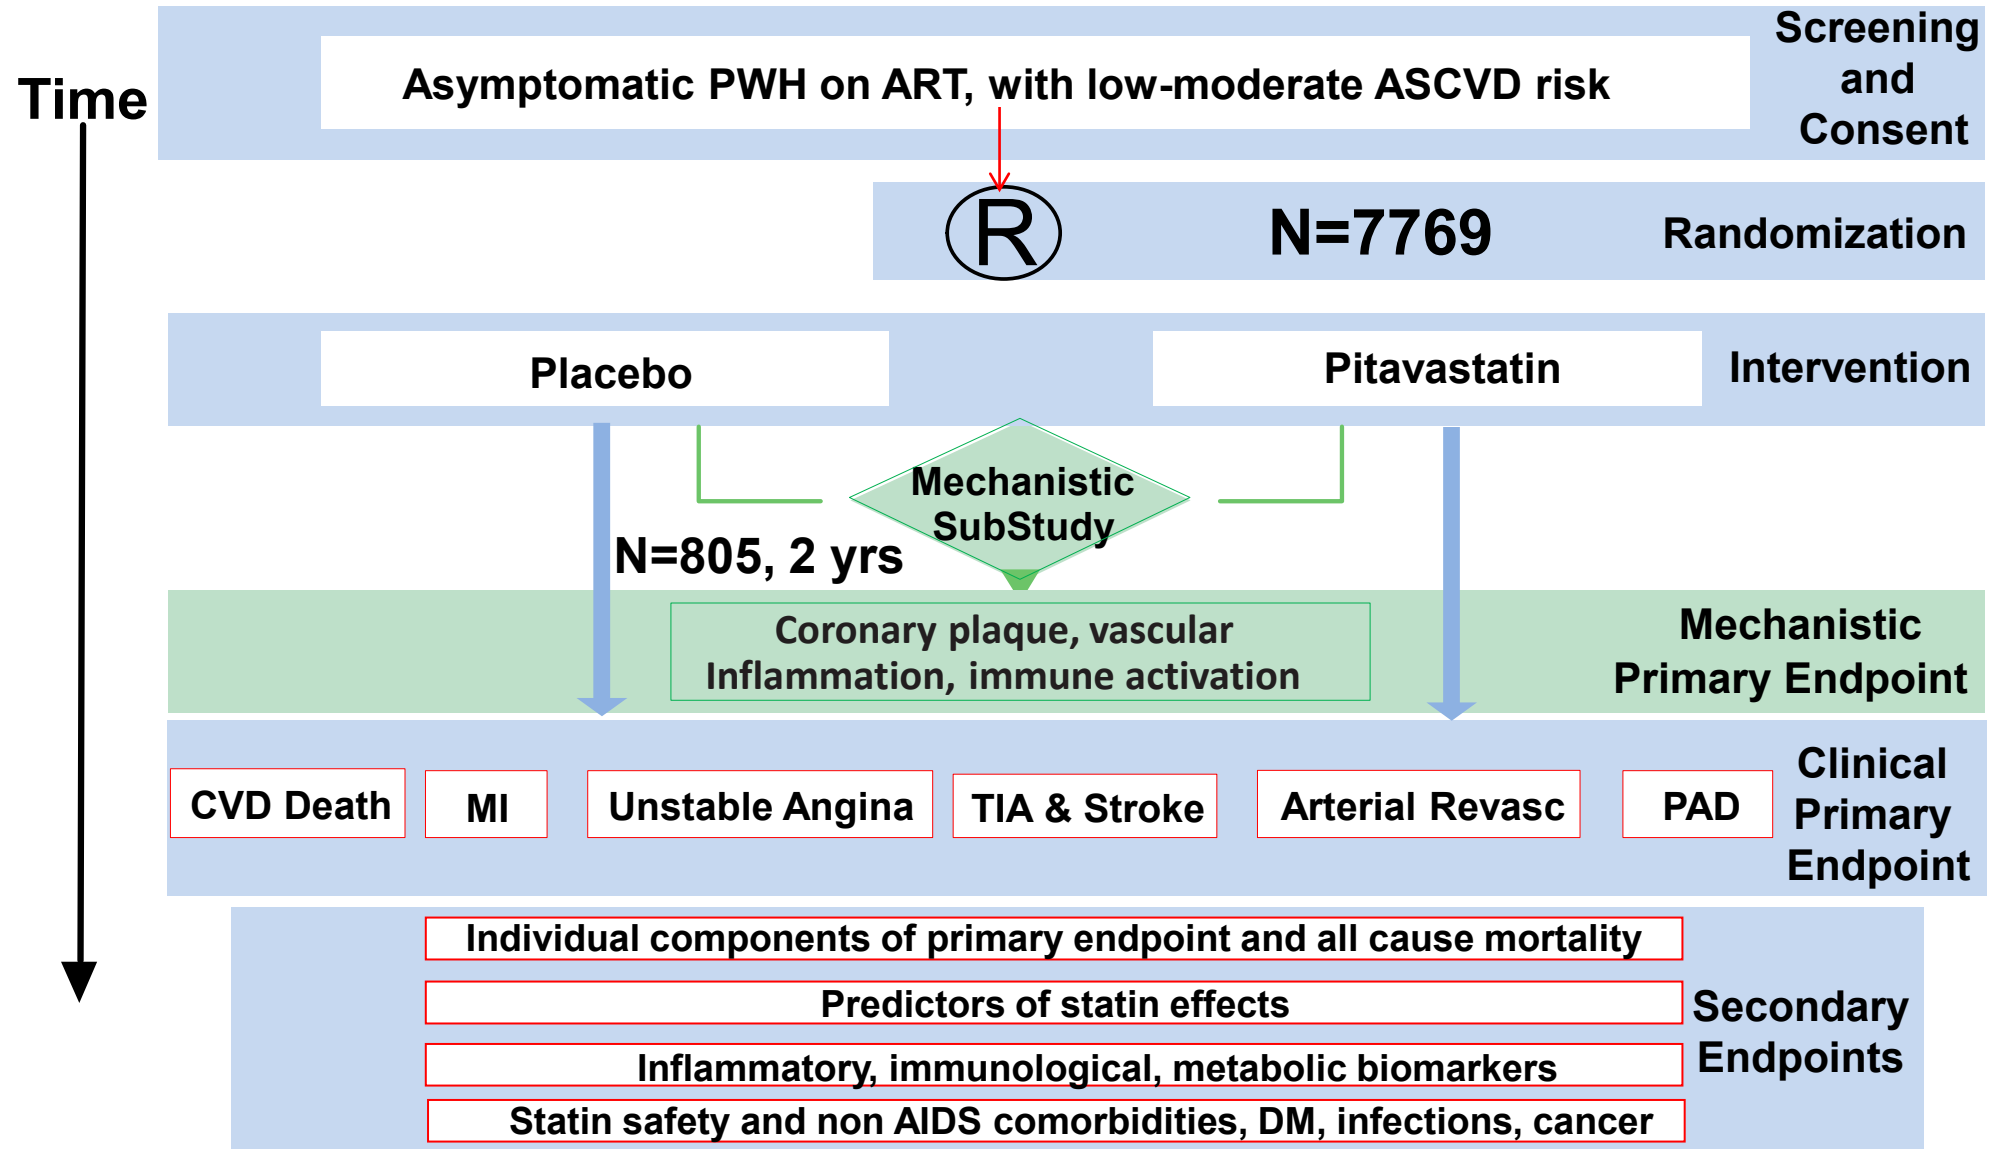 Time
Asymptomatic PWH on ART, with low-moderate ASCVD risk
Screening
and
Consent
R
N=7769
Randomization
Placebo
Pitavastatin
Intervention
Mechanistic
SubStudy
N=805, 2 yrs
Coronary plaque, vascular
Inflammation, immune activation
Mechanistic
Primary Endpoint
CVD Death
MI
Unstable Angina
TIA & Stroke
Arterial Revasc
PAD
Clinical
Primary
Endpoint
Individual components of primary endpoint and all cause mortality
Predictors of statin effects
Inflammatory, immunological, metabolic biomarkers
Statin safety and non AIDS comorbidities, DM, infections, cancer
Secondary
Endpoints